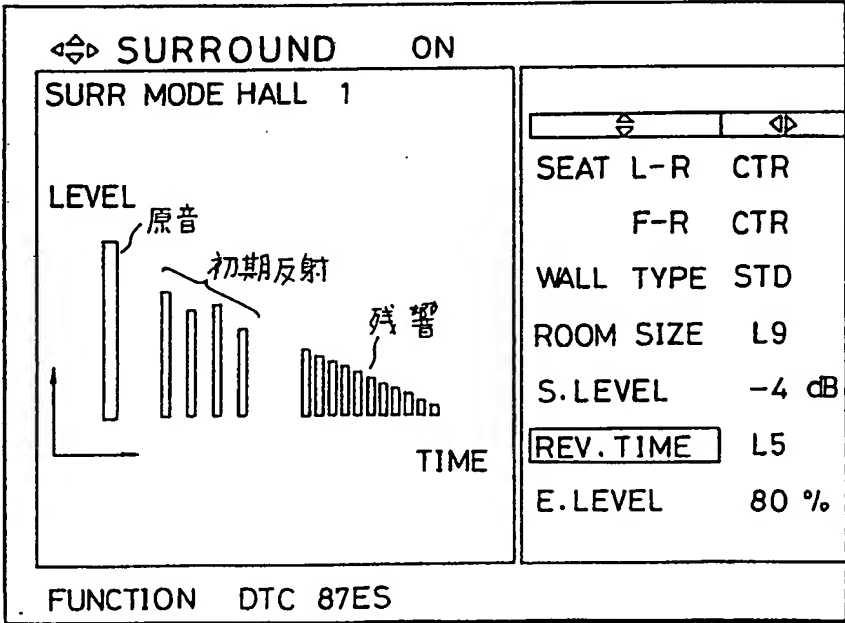 SURROUND ON
SURR MODE HALL 1
LEVEL
原音
初期反射
残響
TIME
SEAT L-R CTR
F-R CTR
WALL TYPE STD
ROOM SIZE L9
S.LEVEL -4 dB
REV.TIME L5
E.LEVEL 80 %
FUNCTION DTC 87ES